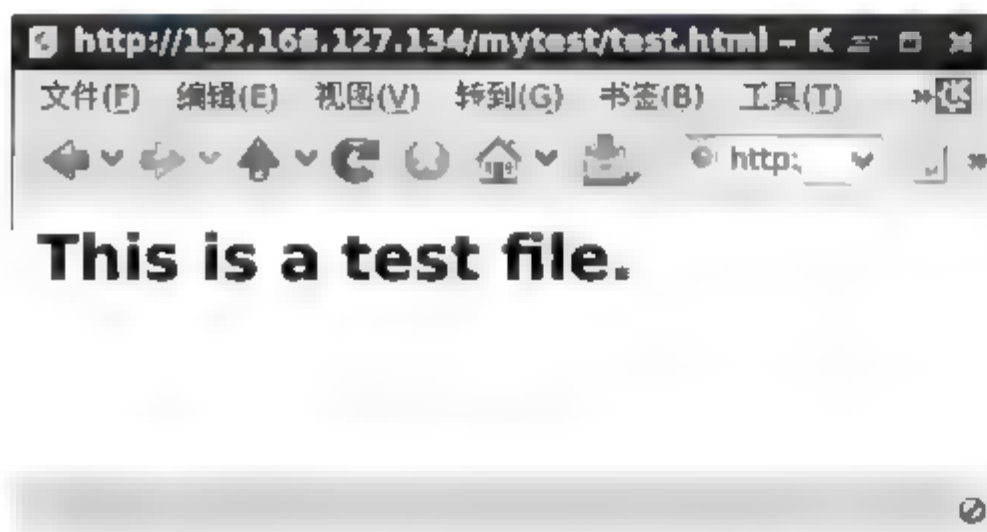 http://192.168.127.134/mytest/test.html - K
文件(F) 编辑(E) 视图(V) 转到(G) 书签(B) 工具(T) »
http:
»
This is a test file.